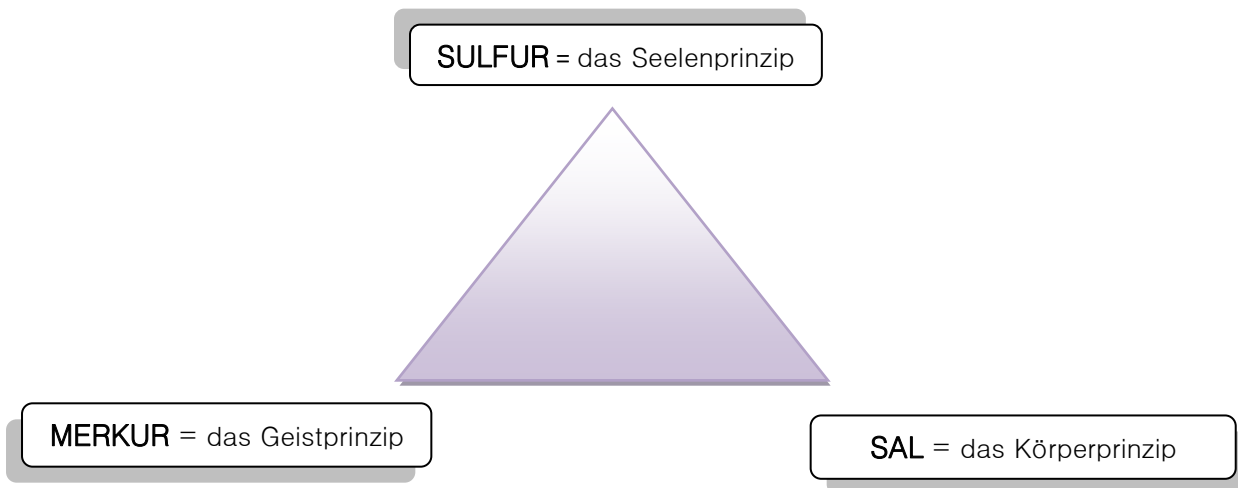 SULFUR = das Seelenprinzip
MERKUR = das Geistprinzip
SAL = das Körperprinzip